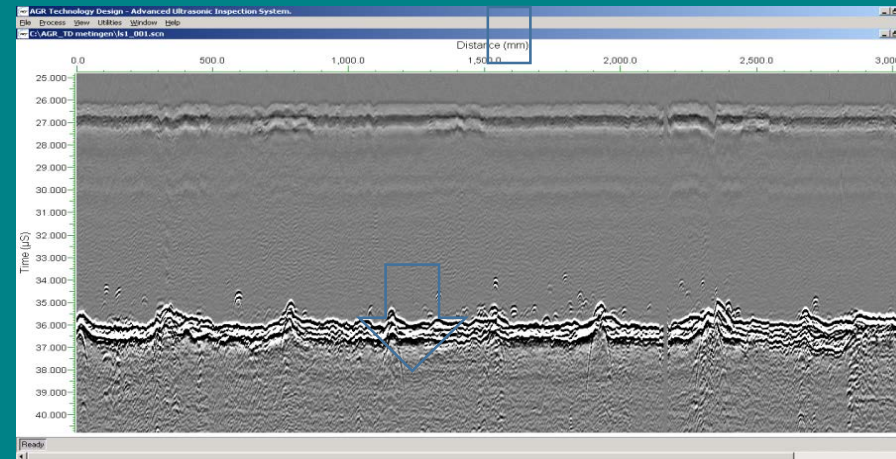 AGR Technology Design - Advanced Ultrasonic Inspection System.
File Process View Utilities Window Help
C:\AGR_TD metingen\ls1_001.scn
Distance (mm)
0 500.0 1,000.0 1,500.0 2,000.0 2,500.0 3,000
Time (µS)
25.000
26.000
27.000
28.000
29.000
30.000
31.000
32.000
33.000
34.000
35.000
36.000
37.000
38.000
39.000
40.000
Ready